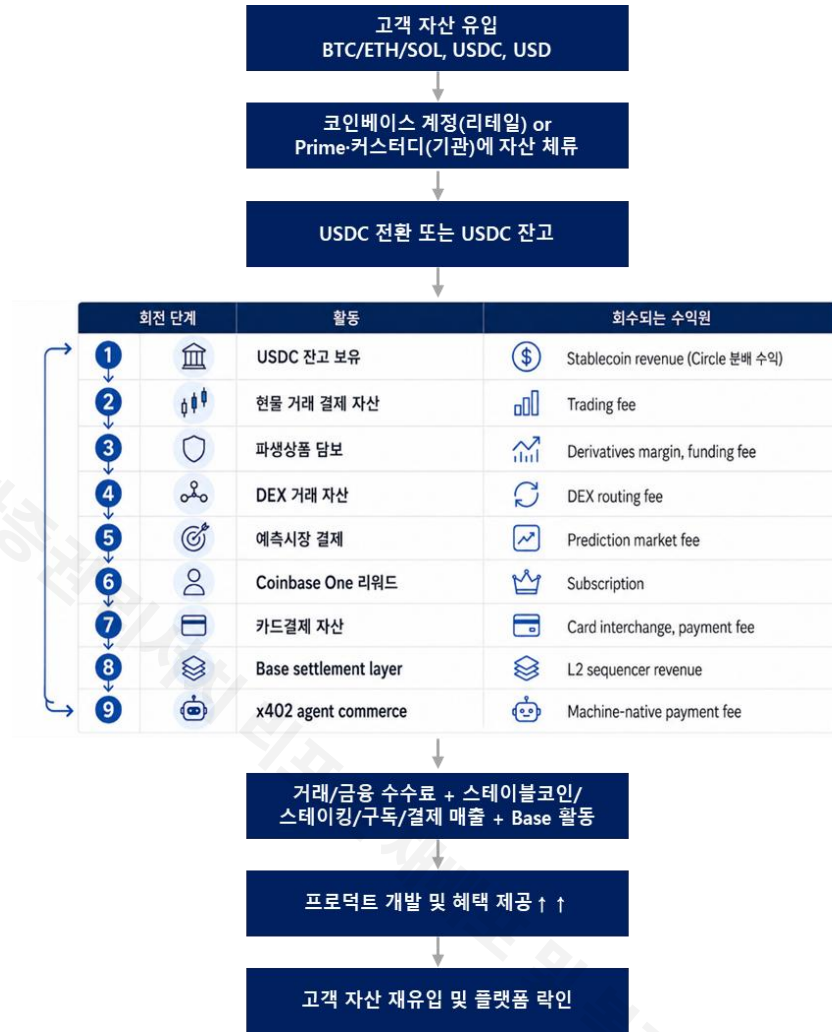 고객 자산 유입
BTC/ETH/SOL, USDC, USD
코인베이스 계정(리테일) or
Prime·커스터디(기관)에 자산 체류
USDC 전환 또는 USDC 잔고
회전 단계 활동 회수되는 수익원
1 USDC 잔고 보유 Stablecoin revenue (Circle 분배 수익)
2 현물 거래 결제 자산 Trading fee
3 파생상품 담보 Derivatives margin, funding fee
4 DEX 거래 자산 DEX routing fee
5 예측시장 결제 Prediction market fee
6 Coinbase One 리워드 Subscription
7 카드결제 자산 Card interchange, payment fee
8 Base settlement layer L2 sequencer revenue
9 x402 agent commerce Machine-native payment fee
거래/금융 수수료 + 스테이블코인/
스테이킹/구독/결제 매출 + Base 활동
프로덕트 개발 및 혜택 제공↑ ↑
고객 자산 재유입 및 플랫폼 락인